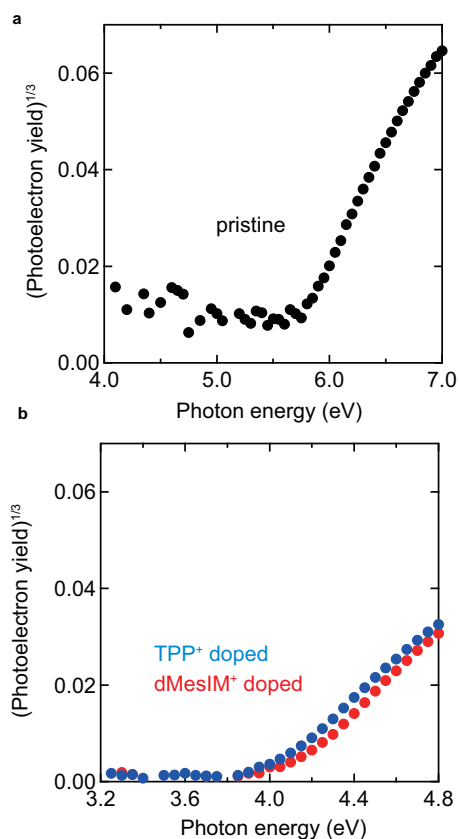 a
(Photoelectron yield)1/3
0.06
0.04
0.02
0.00
pristine
4.0 5.0 6.0 7.0
Photon energy (eV)
b
(Photoelectron yield)1/3
0.06
0.04
0.02
0.00
TPP+ doped
dMesIM+ doped
3.2 3.6 4.0 4.4 4.8
Photon energy (eV)